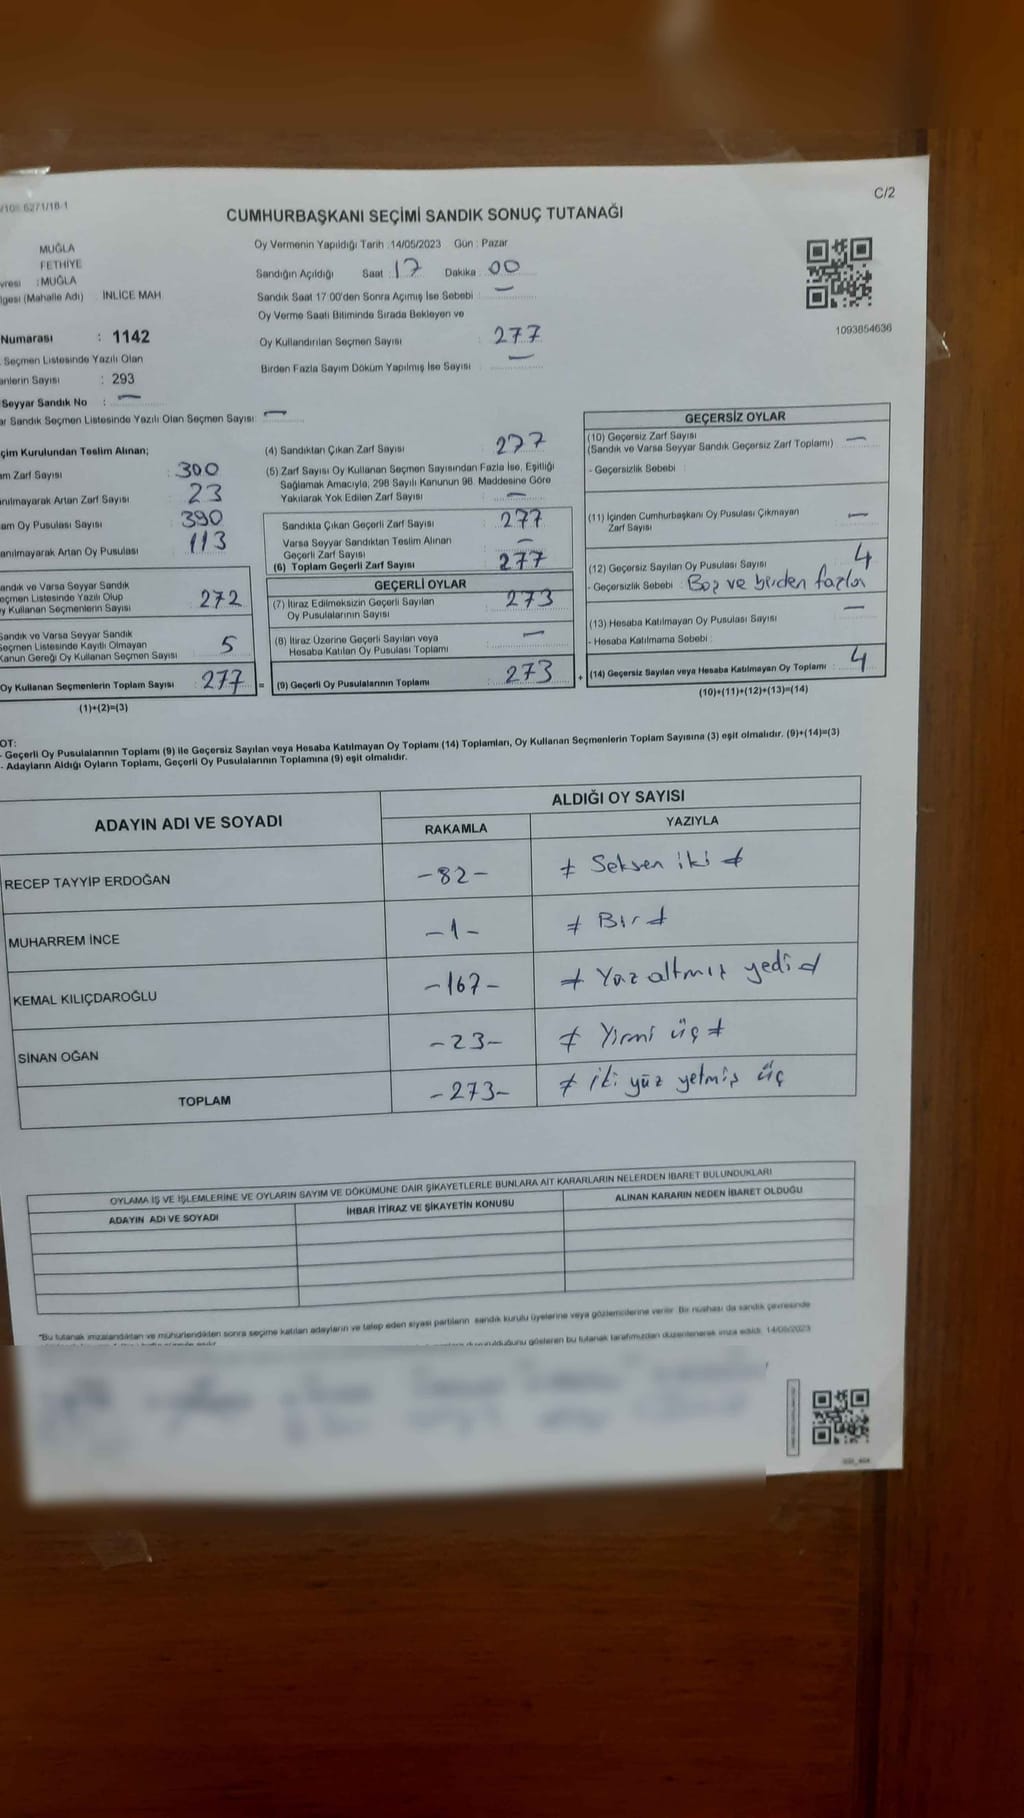 C/2
CUMHURBAŞKANI SEÇİMİ SANDIK SONUÇ TUTANAĞI
MUĞLA
FETHİYE
: MUĞLA
(Mahalle Adı) İNLİCE MAH.
Numarası : 1142
Seçmen Listesinde Yazılı Olan
Sayısı : 293
Seyyar Sandık No : —
Sandık Seçmen Listesinde Yazılı Olan Seçmen Sayısı: —
Oy Vermenin Yapıldığı Tarih :14/05/2023 Gün : Pazar
Sandığın Açıldığı Saat : 17 Dakika 00
Sandık Saat 17:00'den Sonra Açılmış İse Sebebi : —
Oy Verme Saati Bitiminde Sırada Bekleyen ve
Oy Kullandırılan Seçmen Sayısı : 277
Birden Fazla Sayım Döküm Yapılmış İse Sayısı : —
1093854636
Kurulundan Teslim Alınan;
Zarf Sayısı : 300
Artan Zarf Sayısı : 23
Oy Pusulası Sayısı : 390
Artan Oy Pusulası : 113
Sandık ve Varsa Seyyar Sandık
Seçmen Listesinde Yazılı Olup
Oy Kullanan Seçmenlerin Sayısı : 272
Sandık ve Varsa Seyyar Sandık
Seçmen Listesinde Kayıtlı Olmayan
Kanun Gereği Oy Kullanan Seçmen Sayısı : 5
Oy Kullanan Seçmenlerin Toplam Sayısı : 277
(1)+(2)=(3)
(4) Sandıktan Çıkan Zarf Sayısı : 277
(5) Zarf Sayısı Oy Kullanan Seçmen Sayısından Fazla İse, Eşitliği
Sağlamak Amacıyla, 298 Sayılı Kanunun 98. Maddesine Göre
Yakılarak Yok Edilen Zarf Sayısı : —
Sandıkta Çıkan Geçerli Zarf Sayısı : 277
Varsa Seyyar Sandıktan Teslim Alınan
Geçerli Zarf Sayısı : —
(6) Toplam Geçerli Zarf Sayısı : 277
GEÇERLİ OYLAR
(7) İtiraz Edilmeksizin Geçerli Sayılan
Oy Pusulalarının Sayısı : 273
(8) İtiraz Üzerine Geçerli Sayılan veya
Hesaba Katılan Oy Pusulası Toplamı : —
= (9) Geçerli Oy Pusulalarının Toplamı : 273
GEÇERSİZ OYLAR
(10) Geçersiz Zarf Sayısı
(Sandık ve Varsa Seyyar Sandık Geçersiz Zarf Toplamı) —
- Geçersizlik Sebebi :
(11) İçinden Cumhurbaşkanı Oy Pusulası Çıkmayan
Zarf Sayısı —
(12) Geçersiz Sayılan Oy Pusulası Sayısı : 4
- Geçersizlik Sebebi : Boş ve birden fazla
(13) Hesaba Katılmayan Oy Pusulası Sayısı : —
- Hesaba Katılmama Sebebi :
+ (14) Geçersiz Sayılan veya Hesaba Katılmayan Oy Toplamı : 4
(10)+(11)+(12)+(13)=(14)
OT:
- Geçerli Oy Pusulalarının Toplamı (9) ile Geçersiz Sayılan veya Hesaba Katılmayan Oy Toplamı (14) Toplamları, Oy Kullanan Seçmenlerin Toplam Sayısına (3) eşit olmalıdır. (9)+(14)=(3)
- Adayların Aldığı Oyların Toplamı, Geçerli Oy Pusulalarının Toplamına (9) eşit olmalıdır.
ADAYIN ADI VE SOYADI
ALDIĞI OY SAYISI
RAKAMLA YAZIYLA
RECEP TAYYİP ERDOĞAN -82- ≠ Seksen iki ≠
MUHARREM İNCE -1- ≠ Bir ≠
KEMAL KILIÇDAROĞLU -167- ≠ Yüz altmış yedi ≠
SİNAN OĞAN -23- ≠ Yirmi üç ≠
TOPLAM -273- ≠ iki yüz yetmiş üç
OYLAMA İŞ VE İŞLEMLERİNE VE OYLARIN SAYIM VE DÖKÜMÜNE DAİR ŞİKAYETLERLE BUNLARA AİT KARARLARIN NELERDEN İBARET BULUNDUKLARI
ADAYIN ADI VE SOYADI İHBAR İTİRAZ VE ŞİKAYETİN KONUSU ALINAN KARARIN NEDEN İBARET OLDUĞU
*Bu tutanak imzalandıktan ve mühürlendikten sonra seçime katılan adayların ve talep eden siyasi partilerin sandık kurulu üyelerine veya gözlemcilerine verilir. Bir nüshası da sandık çevresinde
gösteren bu tutanak tarafımızdan düzenlenerek imza edildi. 14/05/2023